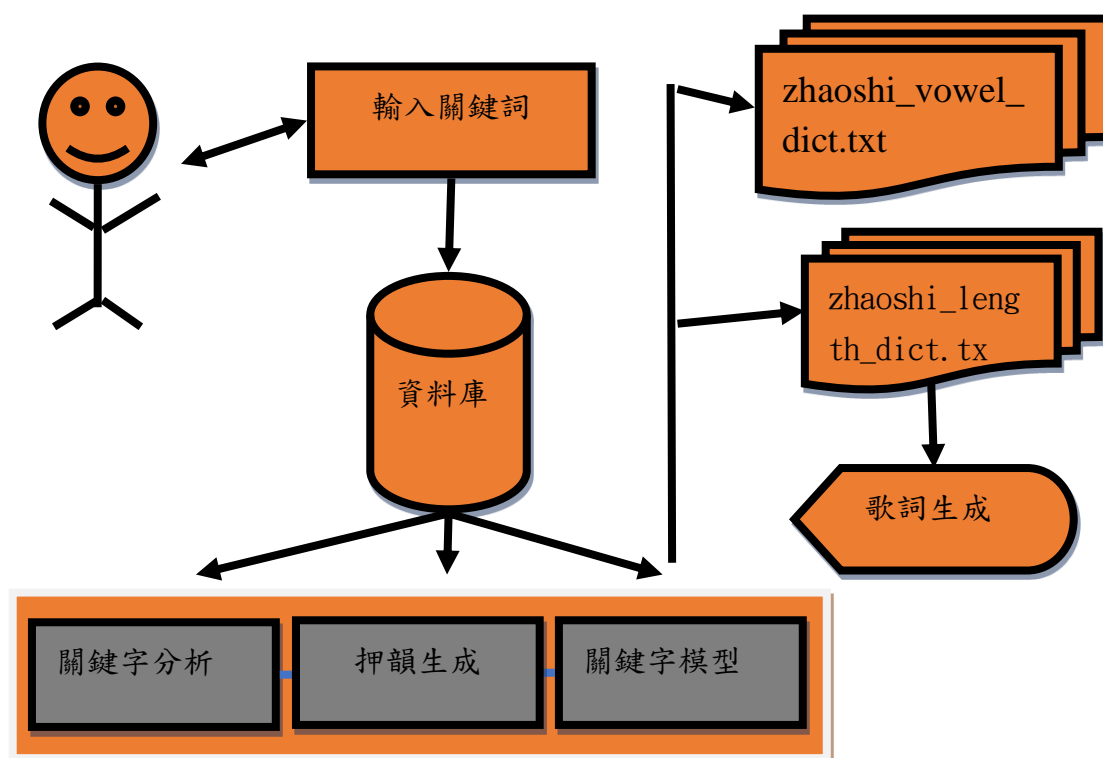 輸入關鍵詞
資料庫
關鍵字分析
押韻生成
關鍵字模型
zhaoshi_vowel_
dict.txt
zhaoshi_leng
th_dict.tx
歌詞生成